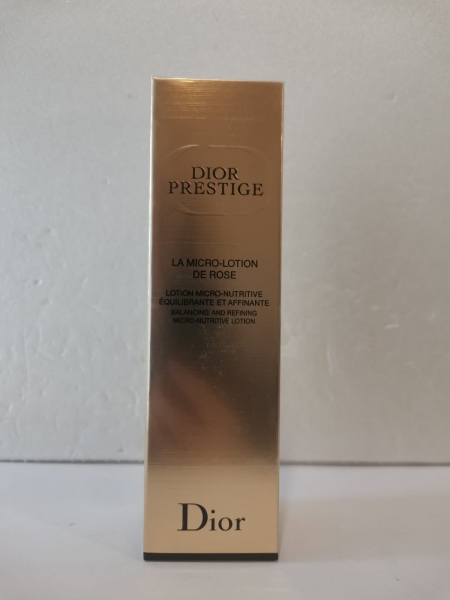 DIOR
PRESTIGE
LA MICRO-LOTION
DE ROSE
LOTION MICRO-NUTRITIVE
ÉQUILIBRANTE ET AFFINANTE
BALANCING AND REFINING
MICRO-NUTRITIVE LOTION
Dior